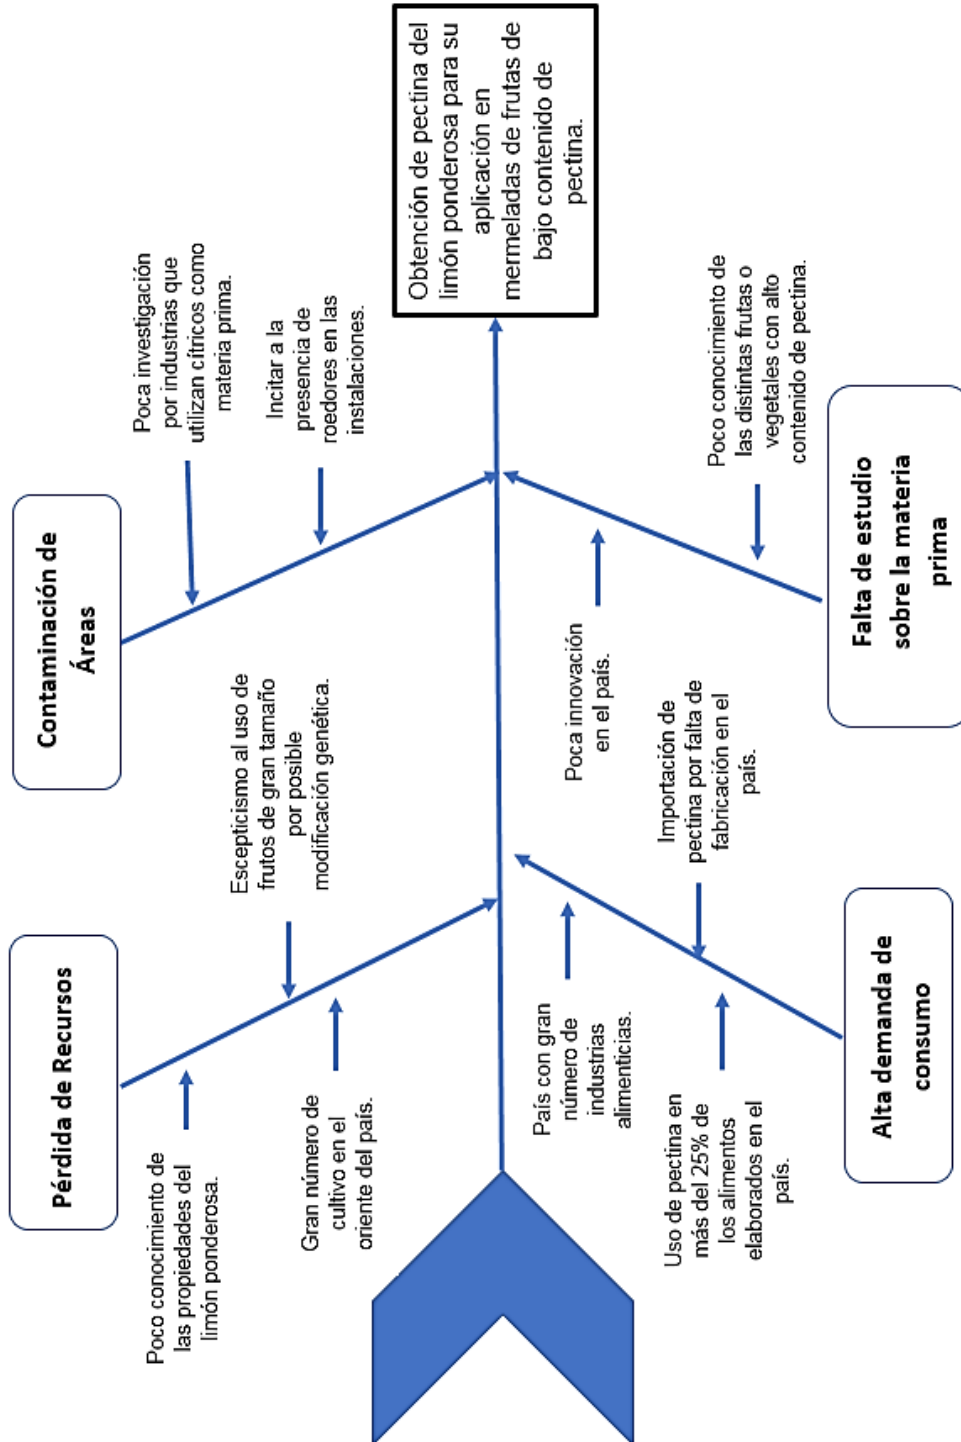 Pérdida de Recursos
Contaminación de
Áreas
Poco conocimiento de
las propiedades del
limón ponderosa.
Escepticismo al uso de
frutos de gran tamaño
por posible
modificación genética.
Gran número de
cultivo en el
oriente del país.
Poca investigación
por industrias que
utilizan cítricos como
materia prima.
Incitar a la
presencia de
roedores en las
instalaciones.
Obtención de pectina del
limón ponderosa para su
aplicación en
mermeladas de frutas de
bajo contenido de
pectina.
País con gran
número de
industrias
alimenticias.
Importación de
pectina por falta de
fabricación en el
país.
Uso de pectina en
más del 25% de
los alimentos
elaborados en el
país.
Poca innovación
en el país.
Poco conocimiento de
las distintas frutas o
vegetales con alto
contenido de pectina.
Alta demanda de
consumo
Falta de estudio
sobre la materia
prima